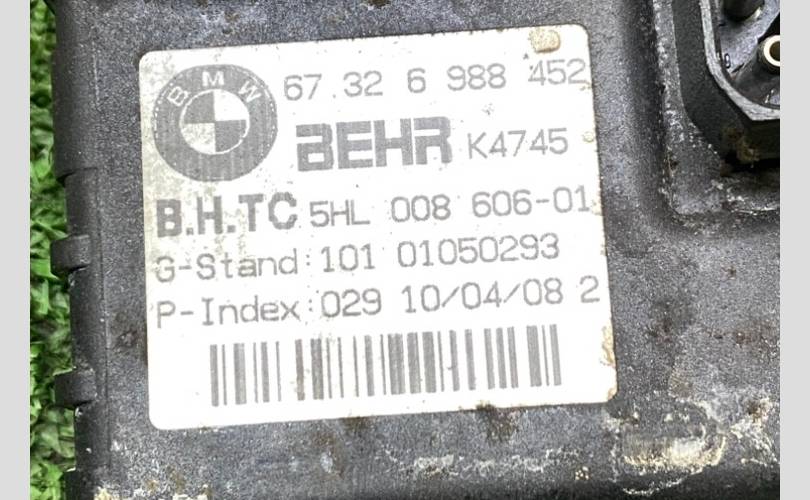 BMW
67.32 6 988 452
BEHR K4745
B.H.TC 5HL 008 606-01
G-Stand:101 01050293
P-Index:029 10/04/08 2